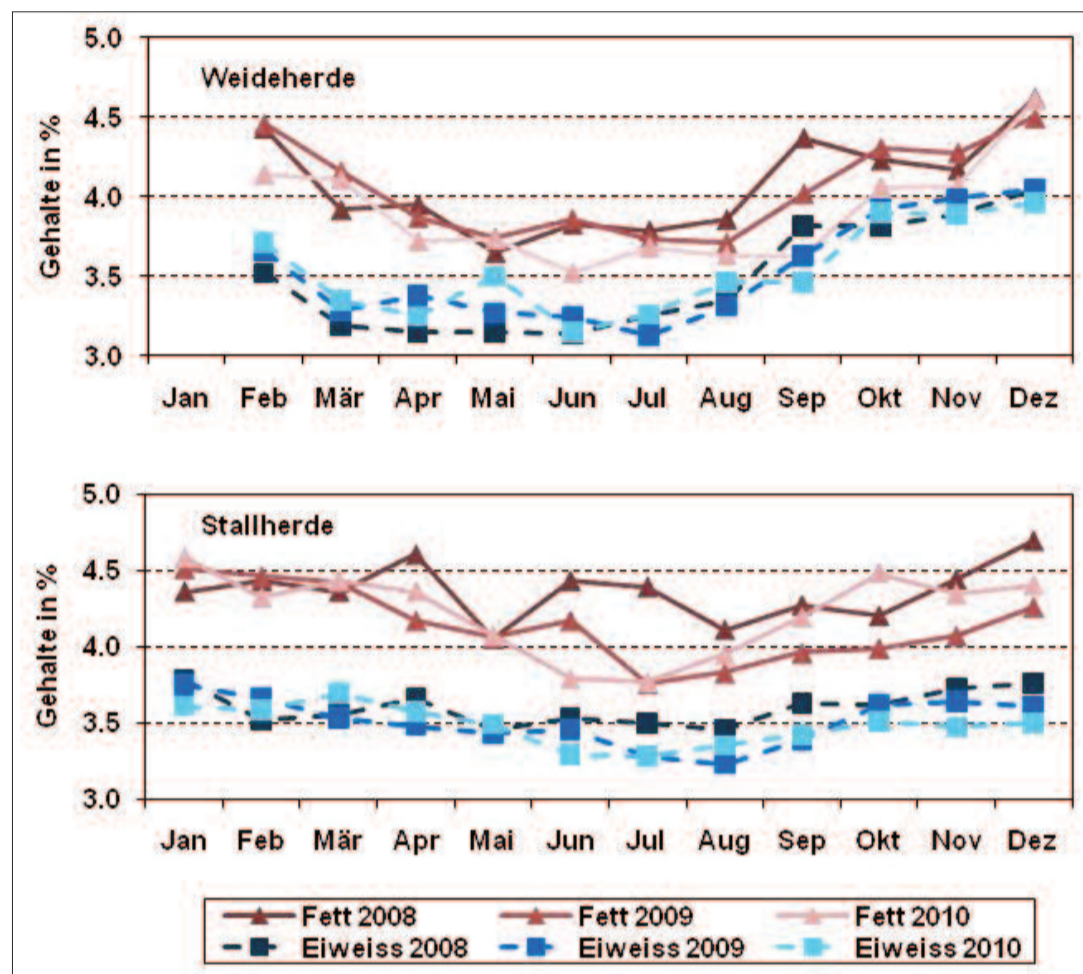 Weideherde
Gehalte in %
5.0
4.5
4.0
3.5
3.0
Jan Feb Mär Apr Mai Jun Jul Aug Sep Okt Nov Dez
Stallherde
Gehalte in %
5.0
4.5
4.0
3.5
3.0
Jan Feb Mär Apr Mai Jun Jul Aug Sep Okt Nov Dez
Fett 2008 Fett 2009 Fett 2010
Eiweiss 2008 Eiweiss 2009 Eiweiss 2010